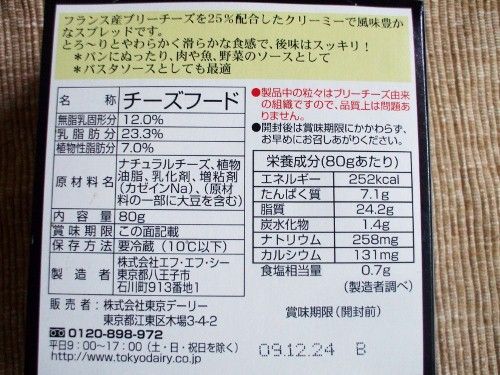 フランス産ブリーチーズを25%配合したクリーミーで風味豊か
なスプレッドです。
とろ〜りとやわらかく滑らかな食感で、後味はスッキリ!
＊パンにぬったり、肉や魚、野菜のソースとして
＊パスタソースとしても最適
名称 チーズフード
無脂乳固形分 12.0%
乳脂肪分 23.3%
植物性脂肪分 7.0%
原材料名 ナチュラルチーズ、植物
油脂、乳化剤、増粘剤
(カゼインNa)、(原材
料の一部に大豆を含む)
内容量 80g
賞味期限 この面記載
保存方法 要冷蔵(10℃以下)
製造者 株式会社エフ・エフ・シー
東京都八王子市
石川町913番地1
販売者：株式会社東京デーリー
東京都江東区木場3-4-2
0120-898-972
平日9：00〜17：00(土・日・祝日を除く)
http://www.tokyodairy.co.jp
●製品中の粒々はブリーチーズ由来
の組織ですので、品質上は問題あ
りません。
●開封後は賞味期限にかかわらず、
お早めにお召しあがりください。
栄養成分(80gあたり)
エネルギー 252kcal
たんぱく質 7.1g
脂質 24.2g
炭水化物 1.4g
ナトリウム 258mg
カルシウム 131mg
食塩相当量 0.7g
(製造者調べ)
賞味期限(開封前)
09.12.24 B